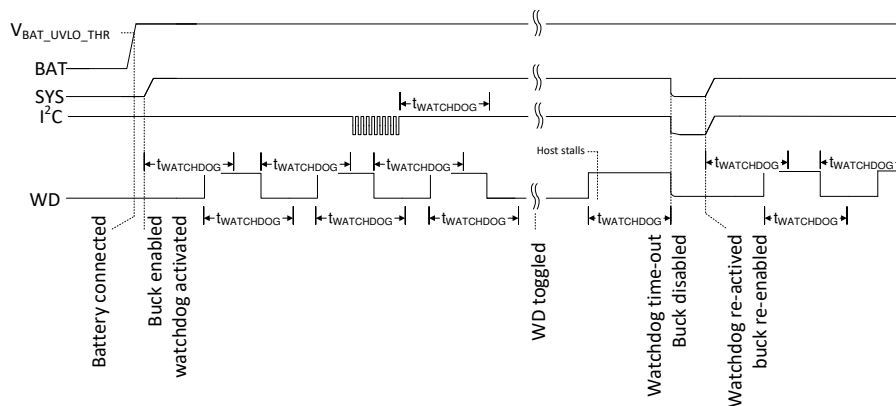 VBAT_UVLO_THR
BAT
SYS
I²C
tWATCHDOG
Host stalls
tWATCHDOG tWATCHDOG tWATCHDOG tWATCHDOG tWATCHDOG
WD
tWATCHDOG tWATCHDOG tWATCHDOG tWATCHDOG tWATCHDOG
Battery connected
Buck enabled
watchdog activated
WD toggled
Watchdog time-out
Buck disabled
Watchdog re-actived
buck re-enabled